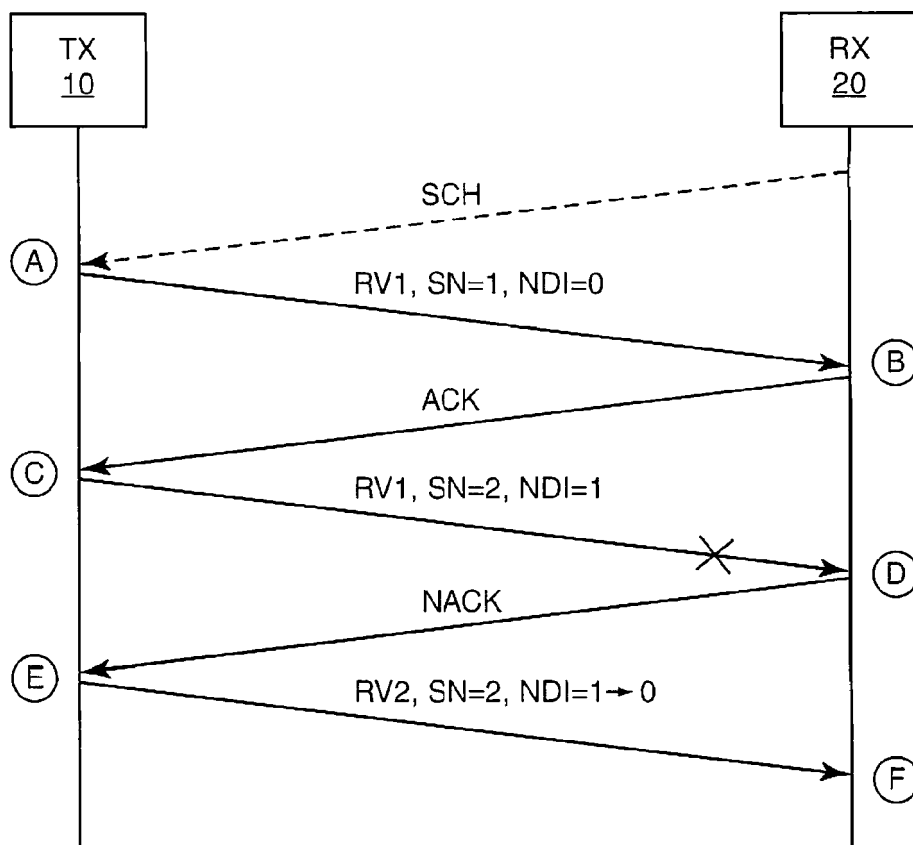 TX
10
RX
20
SCH
A
RV1, SN=1, NDI=0
B
ACK
C
RV1, SN=2, NDI=1
D
NACK
E
RV2, SN=2, NDI=1→0
F